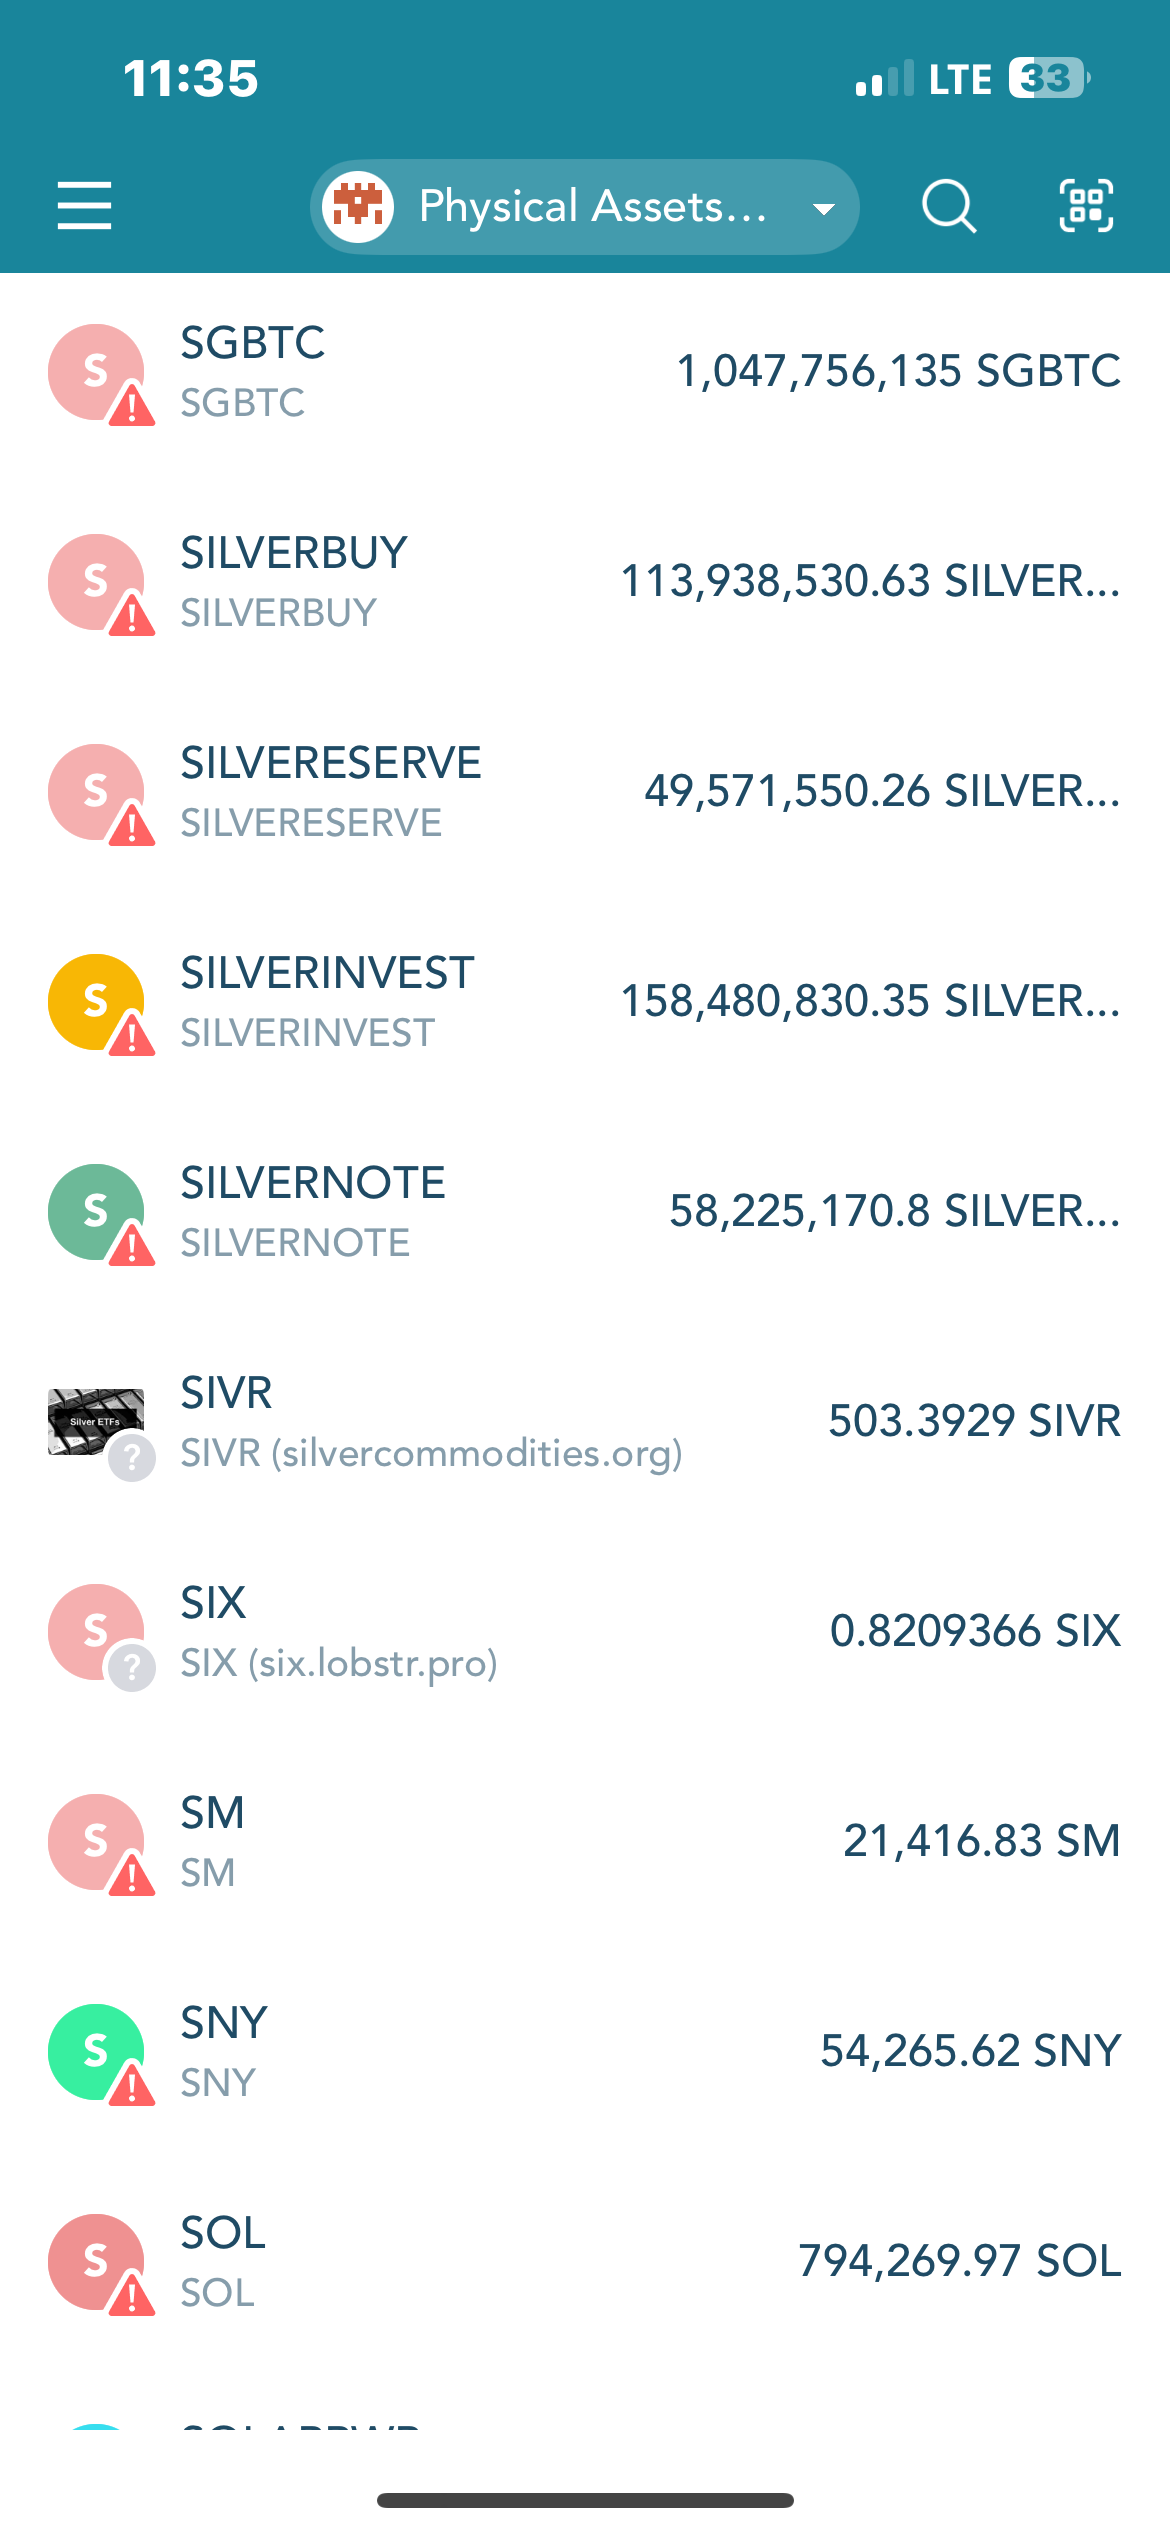 11:35
LTE 33
Physical Assets...
S
SGBTC
SGBTC
1,047,756,135 SGBTC
S
SILVERBUY
SILVERBUY
113,938,530.63 SILVER...
S
SILVERESERVE
SILVERESERVE
49,571,550.26 SILVER...
S
SILVERINVEST
SILVERINVEST
158,480,830.35 SILVER...
S
SILVERNOTE
SILVERNOTE
58,225,170.8 SILVER...
Silver ETFs
?
SIVR
SIVR (silvercommodities.org)
503.3929 SIVR
S
?
SIX
SIX (six.lobstr.pro)
0.8209366 SIX
S
SM
SM
21,416.83 SM
S
SNY
SNY
54,265.62 SNY
S
SOL
SOL
794,269.97 SOL